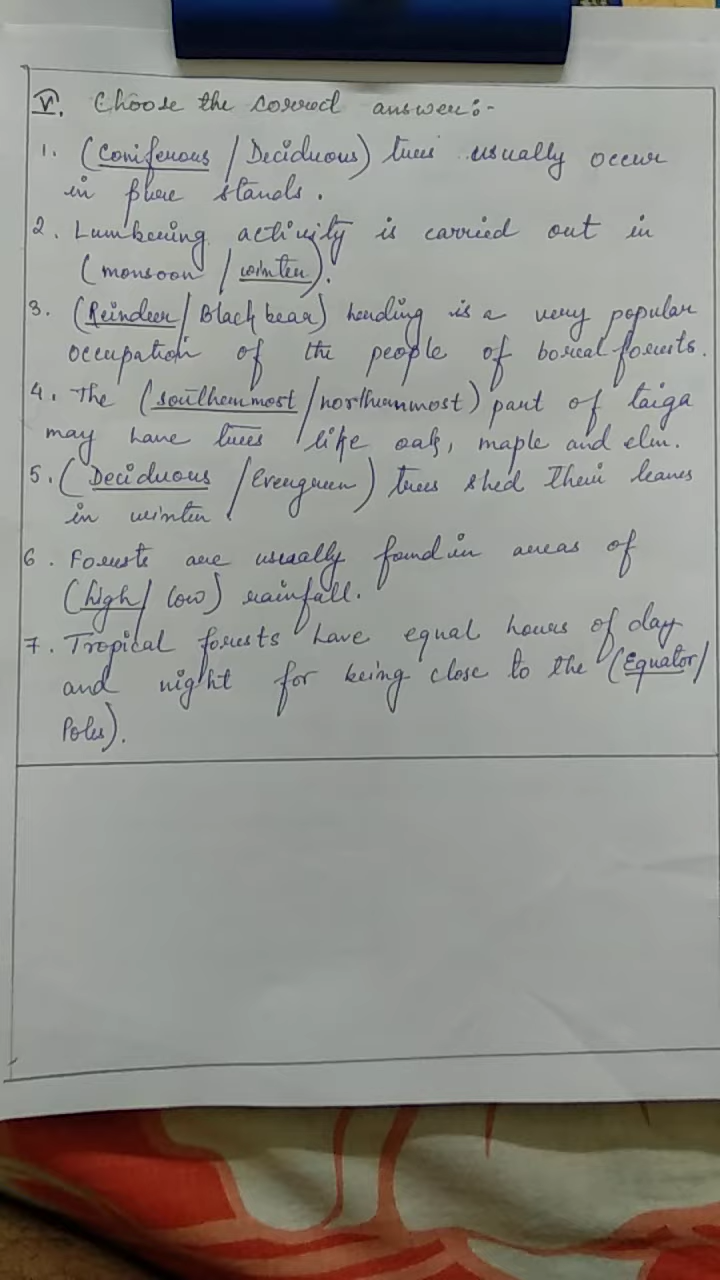 V. Choose the correct answer:-
1. (Coniferous / Deciduous) trees usually occur
in pure stands.
2. Lumbering activity is carried out in
(monsoon / winter).
3. (Reindeer / Black bear) herding is a very popular
occupation of the people of boreal forests.
4. The (southernmost / northernmost) part of taiga
may have trees like oak, maple and elm.
5. (Deciduous / Evergreen) trees shed their leaves
in winter.
6. Forests are usually found in areas of
(high / low) rainfall.
7. Tropical forests have equal hours of day
and night for being close to the (Equator /
Poles).